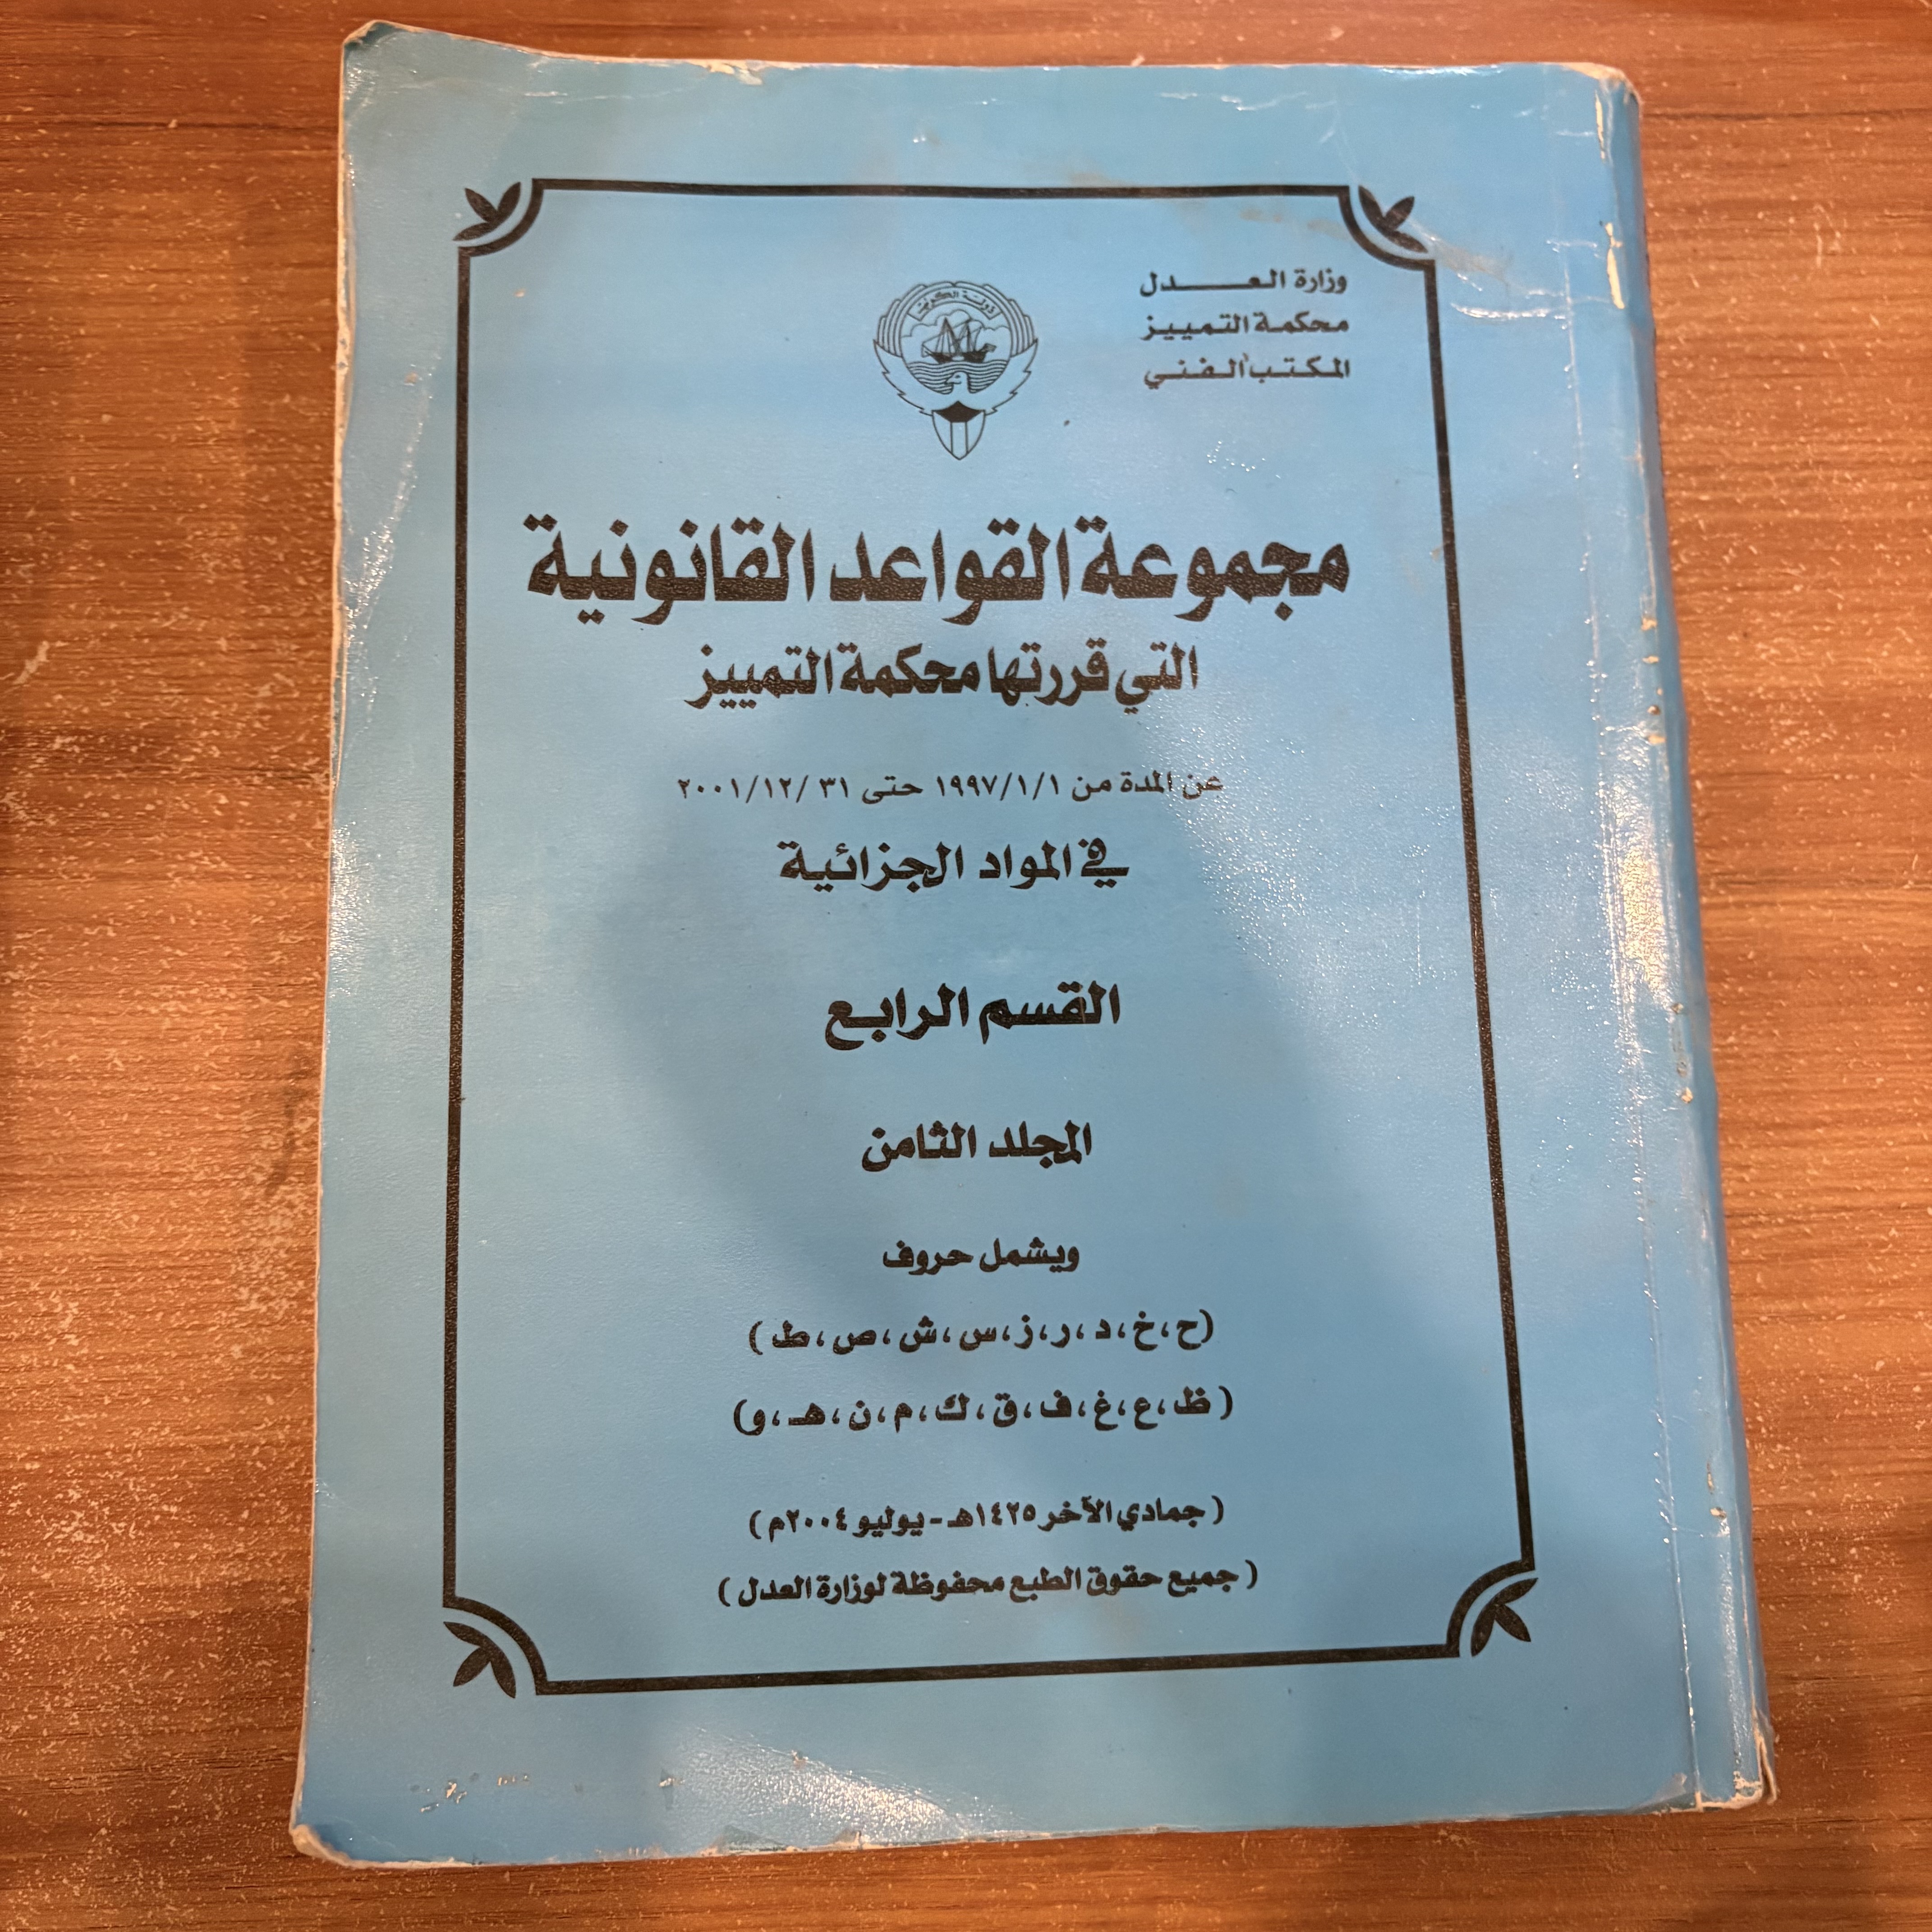 وزارة العدل
محكمة التمييز
المكتب الفني
دولة الكويت
مجموعة القواعد القانونية
التي قررتها محكمة التمييز
عن المدة من ١/١/١٩٩٧ حتى ٣١ /١٢/٢٠٠١
في المواد الجزائية
القسم الرابع
المجلد الثامن
ويشمل حروف
(ح، خ، د، ر، ز، س، ش، ص، ط )
( ظ، ع، غ، ف، ق، ك، م، ن، هـ، و)
( جمادي الآخر ١٤٢٥هـ - يوليو ٢٠٠٤م )
( جميع حقوق الطبع محفوظة لوزارة العدل )